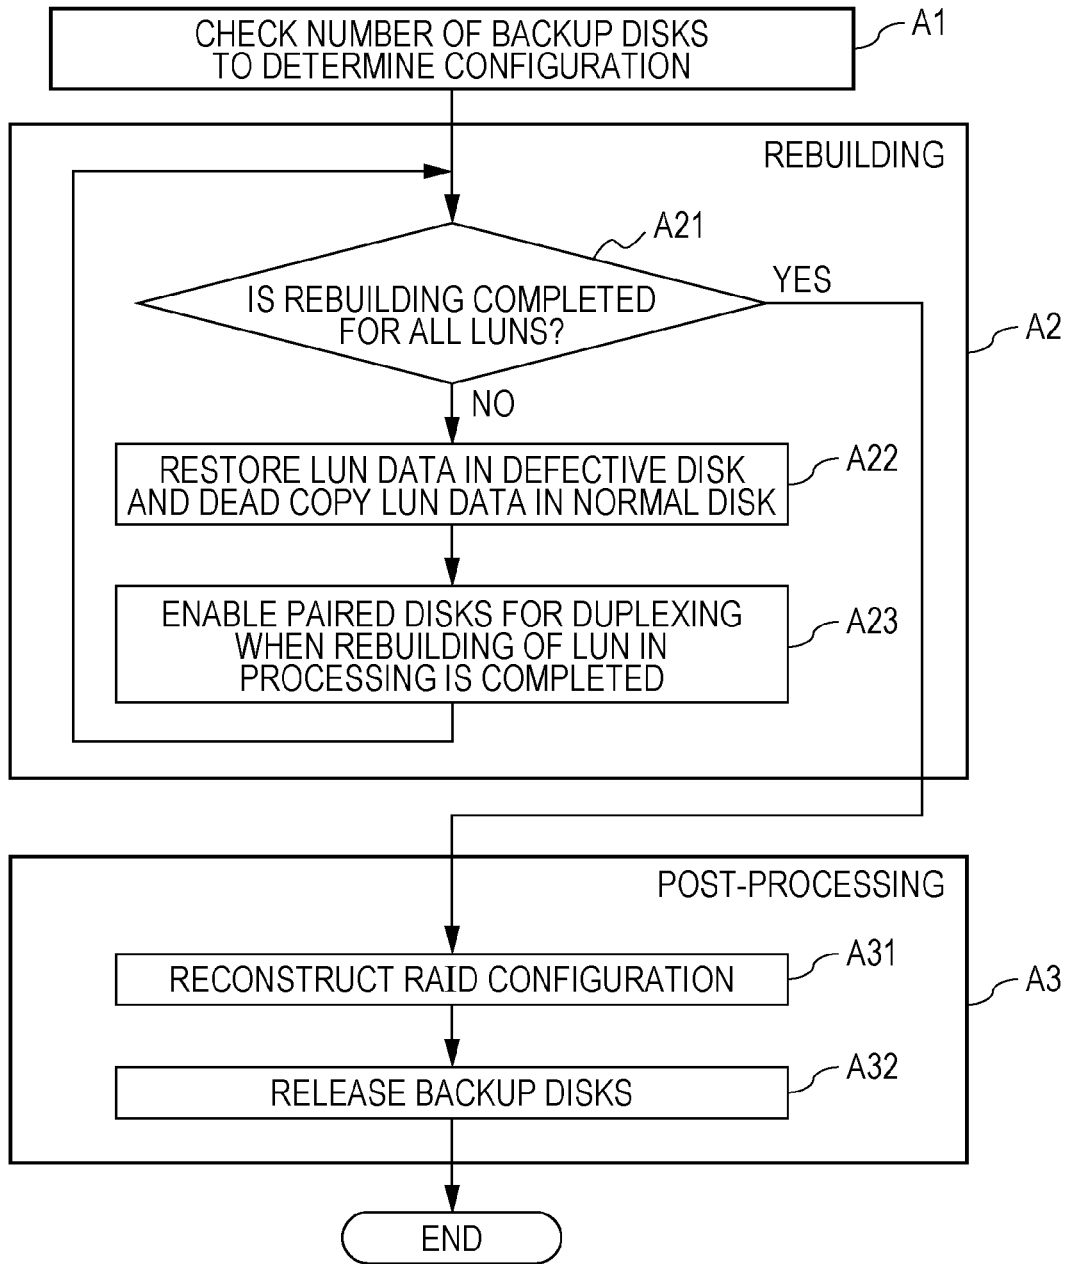 CHECK NUMBER OF BACKUP DISKS
TO DETERMINE CONFIGURATION
A1
REBUILDING
A21
IS REBUILDING COMPLETED
FOR ALL LUNS?
YES
A2
NO
RESTORE LUN DATA IN DEFECTIVE DISK
AND DEAD COPY LUN DATA IN NORMAL DISK
A22
ENABLE PAIRED DISKS FOR DUPLEXING
WHEN REBUILDING OF LUN IN
PROCESSING IS COMPLETED
A23
POST-PROCESSING
RECONSTRUCT RAID CONFIGURATION
A31
A3
RELEASE BACKUP DISKS
A32
END